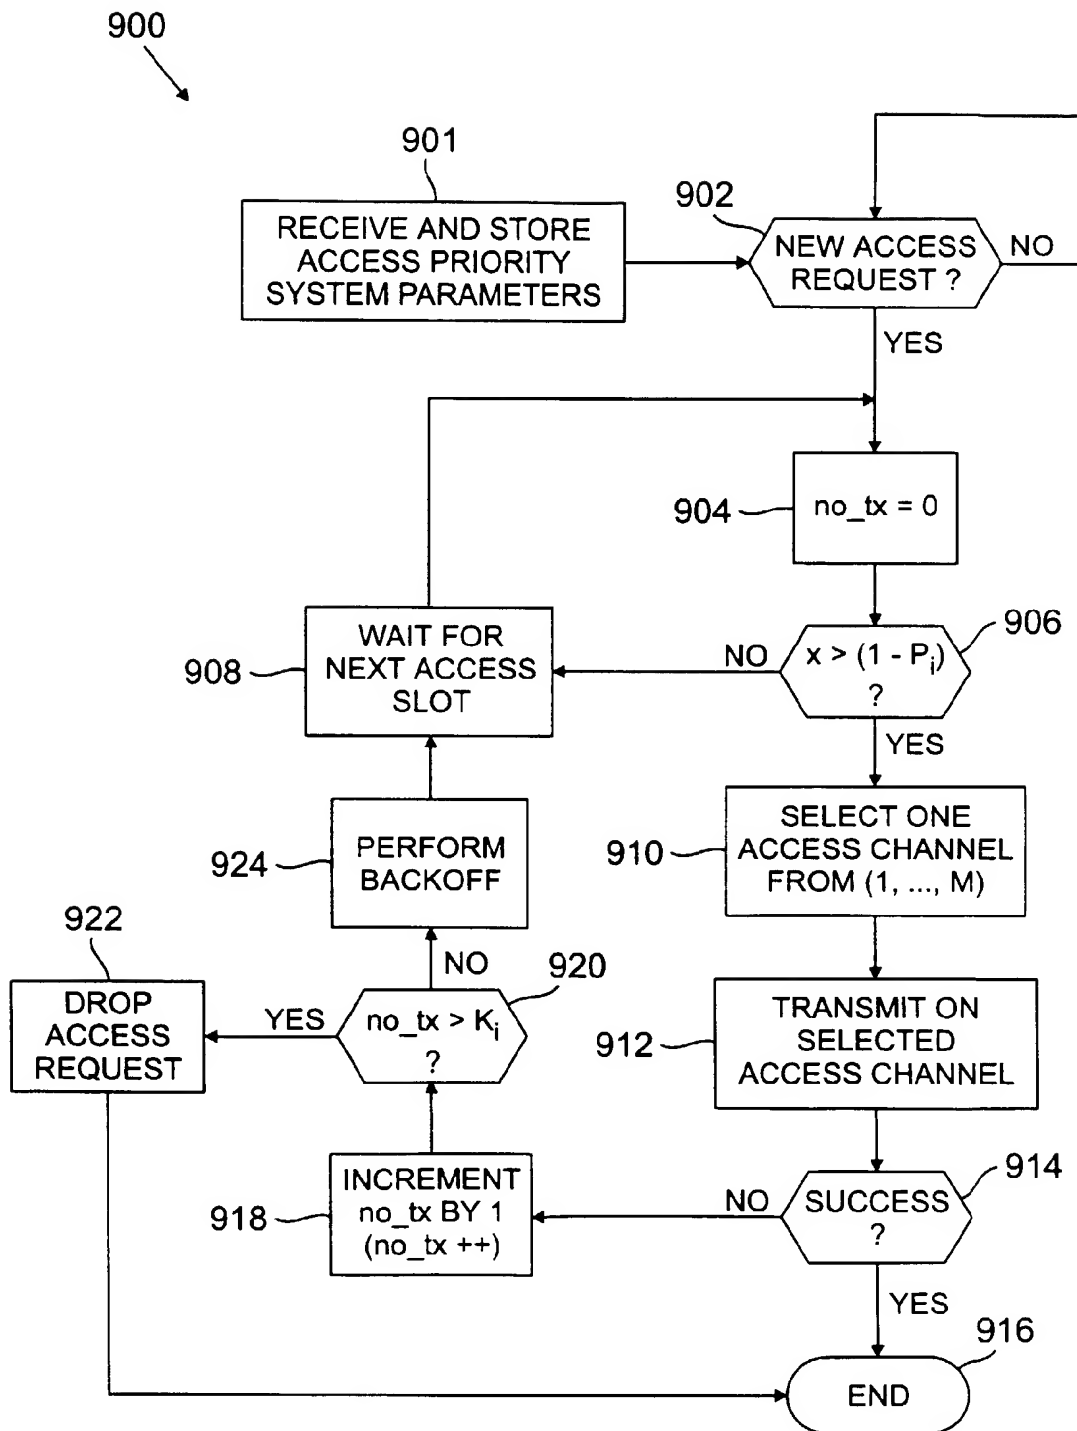 900
901
RECEIVE AND STORE
ACCESS PRIORITY
SYSTEM PARAMETERS
902
NEW ACCESS
REQUEST ?
NO
YES
904
no_tx = 0
906
x > (1 - Pi)
?
NO
YES
908
WAIT FOR
NEXT ACCESS
SLOT
910
SELECT ONE
ACCESS CHANNEL
FROM (1, ..., M)
924
PERFORM
BACKOFF
912
TRANSMIT ON
SELECTED
ACCESS CHANNEL
922
DROP
ACCESS
REQUEST
YES
NO
920
no_tx > Ki
?
918
INCREMENT
no_tx BY 1
(no_tx ++)
NO
914
SUCCESS
?
YES
916
END